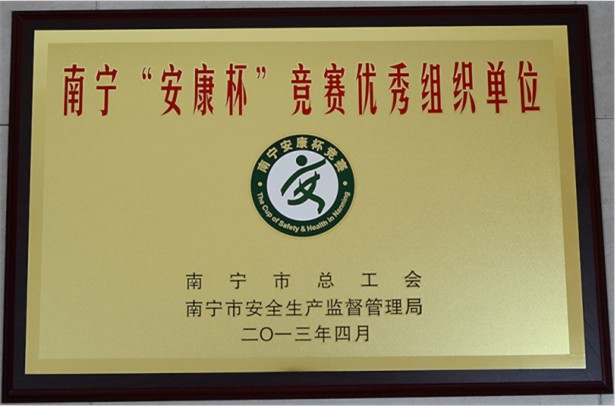 南宁“安康杯”竞赛优秀组织单位
南宁安康杯竞赛
安
The Cup of Safety & Health in Nanning
南宁市总工会
南宁市安全生产监督管理局
二〇一三年四月